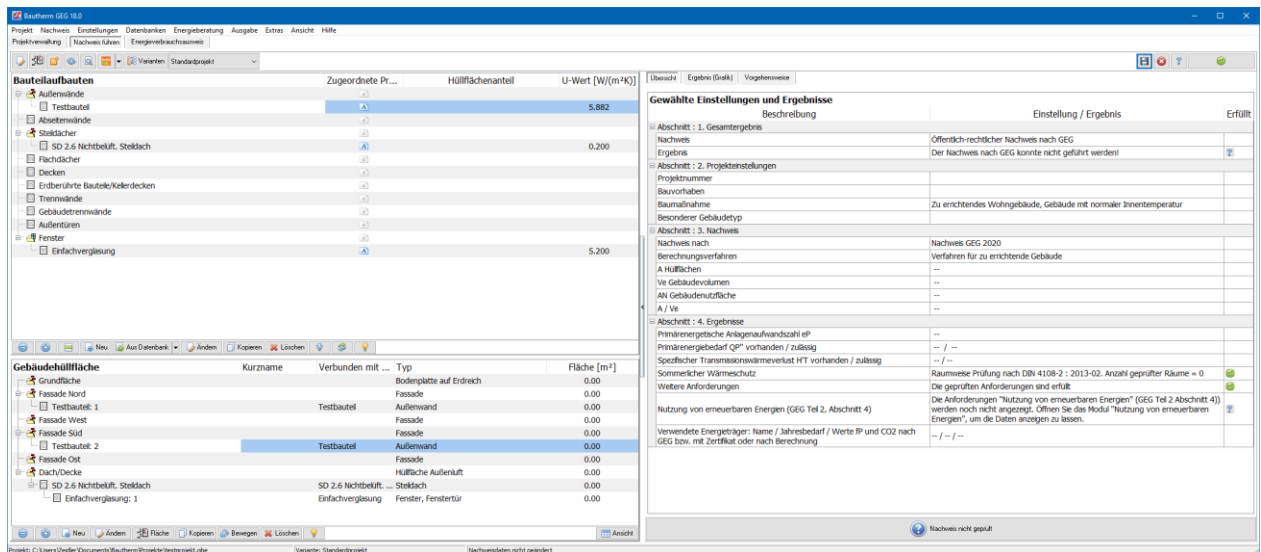 Bautherm GEG 18.0
Projekt Nachweis Einstellungen Datenbanken Energieberatung Ausgabe Extras Ansicht Hilfe
Projektverwaltung Nachweis führen Energieverbrauchsausweis
Varianten Standardprojekt
Bauteilaufbauten Zugeordnete Pr... Hüllflächenanteil U-Wert [W/(m²K)]
Außenwände
Testbauteil 5.882
Abseitenwände
Steildächer
SD 2.6 Nichtbelüft. Steildach 0.200
Flachdächer
Decken
Erdberührte Bauteile/Kellerdecken
Trennwände
Gebäudetrennwände
Außentüren
Fenster
Einfachverglasung 5.200
Neu Aus Datenbank Ändern Kopieren Löschen
Gebäudehüllfläche Kurzname Verbunden mit ... Typ Fläche [m²]
Grundfläche Bodenplatte auf Erdreich 0.00
Fassade Nord Fassade 0.00
Testbauteil: 1 Testbauteil Außenwand 0.00
Fassade West Fassade 0.00
Fassade Süd Fassade 0.00
Testbauteil: 2 Testbauteil Außenwand 0.00
Fassade Ost Fassade 0.00
Dach/Decke Hüllfläche Außenluft 0.00
SD 2.6 Nichtbelüft. Steildach SD 2.6 Nichtbelüft. ... Steildach 0.00
Einfachverglasung: 1 Einfachverglasung Fenster, Fenstertür 0.00
Neu Ändern Fläche Kopieren Bewegen Löschen Ansicht
Übersicht Ergebnis (Grafik) Vorgehensweise
Gewählte Einstellungen und Ergebnisse
Beschreibung Einstellung / Ergebnis Erfüllt
Abschnitt : 1. Gesamtergebnis
Nachweis Öffentlich-rechtlicher Nachweis nach GEG
Ergebnis Der Nachweis nach GEG konnte nicht geführt werden!
Abschnitt : 2. Projekteinstellungen
Projektnummer
Bauvorhaben
Baumaßnahme Zu errichtendes Wohngebäude, Gebäude mit normaler Innentemperatur
Besonderer Gebäudetyp
Abschnitt : 3. Nachweis
Nachweis nach Nachweis GEG 2020
Berechnungsverfahren Verfahren für zu errichtende Gebäude
A Hüllflächen --
Ve Gebäudevolumen --
AN Gebäudenutzfläche --
A / Ve --
Abschnitt : 4. Ergebnisse
Primärenergetische Anlagenaufwandszahl eP --
Primärenergiebedarf QP" vorhanden / zulässig -- / --
Spezifischer Transmissionswärmeverlust H'T vorhanden / zulässig -- / --
Sommerlicher Wärmeschutz Raumweise Prüfung nach DIN 4108-2 : 2013-02. Anzahl geprüfter Räume = 0
Weitere Anforderungen Die geprüften Anforderungen sind erfüllt
Nutzung von erneuerbaren Energien (GEG Teil 2, Abschnitt 4) Die Anforderungen "Nutzung von erneuerbaren Energien" (GEG Teil 2 Abschnitt 4))
werden noch nicht angezeigt. Öffnen Sie das Modul "Nutzung von erneuerbaren
Energien", um die Daten anzeigen zu lassen.
Verwendete Energieträger: Name / Jahresbedarf / Werte fP und CO2 nach
GEG bzw. mit Zertifikat oder nach Berechnung -- / -- / --
Nachweis nicht geprüft
Projekt: C:\Users\Zeidler\Documents\Bautherm\Projekte\testprojekt.pbe Variante: Standardprojekt Nachweisdaten nicht geändert